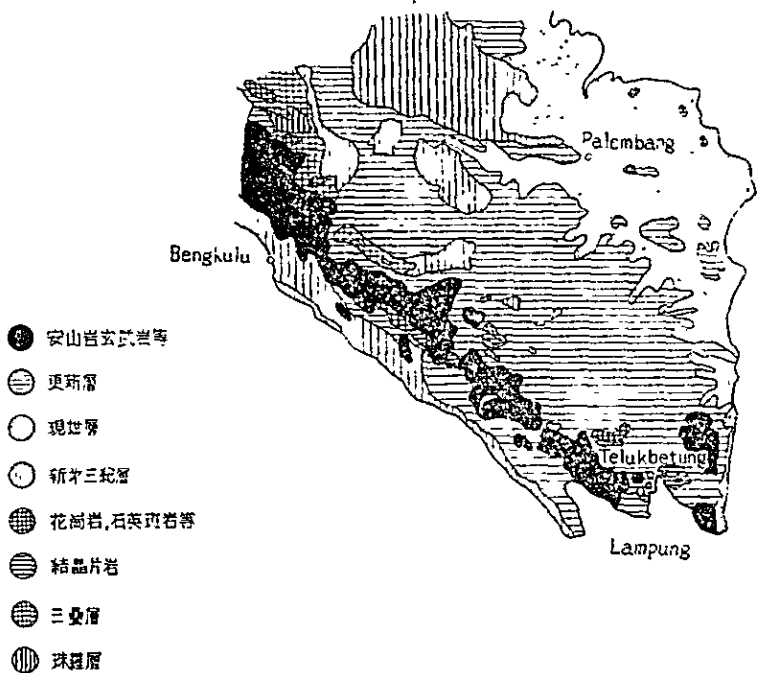 Palembang
Bengkulu
Telukbetung
Lampung
安山岩玄武岩等
更新層
現世層
新才三紀層
花崗岩,石英斑岩等
結晶片岩
三疊層
珠羅層